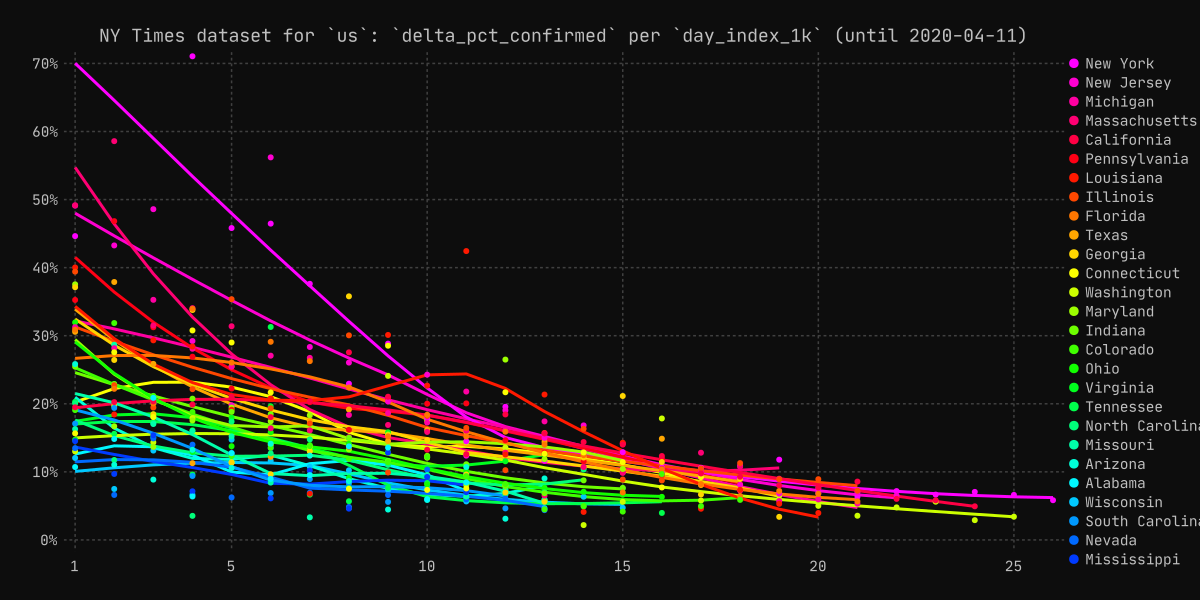 NY Times dataset for `us`: `delta_pct_confirmed` per `day_index_1k` (until 2020-04-11)
70%
60%
50%
40%
30%
20%
10%
0%
1 5 10 15 20 25
New York
New Jersey
Michigan
Massachusetts
California
Pennsylvania
Louisiana
Illinois
Florida
Texas
Georgia
Connecticut
Washington
Maryland
Indiana
Colorado
Ohio
Virginia
Tennessee
North Carolina
Missouri
Arizona
Alabama
Wisconsin
South Carolina
Nevada
Mississippi